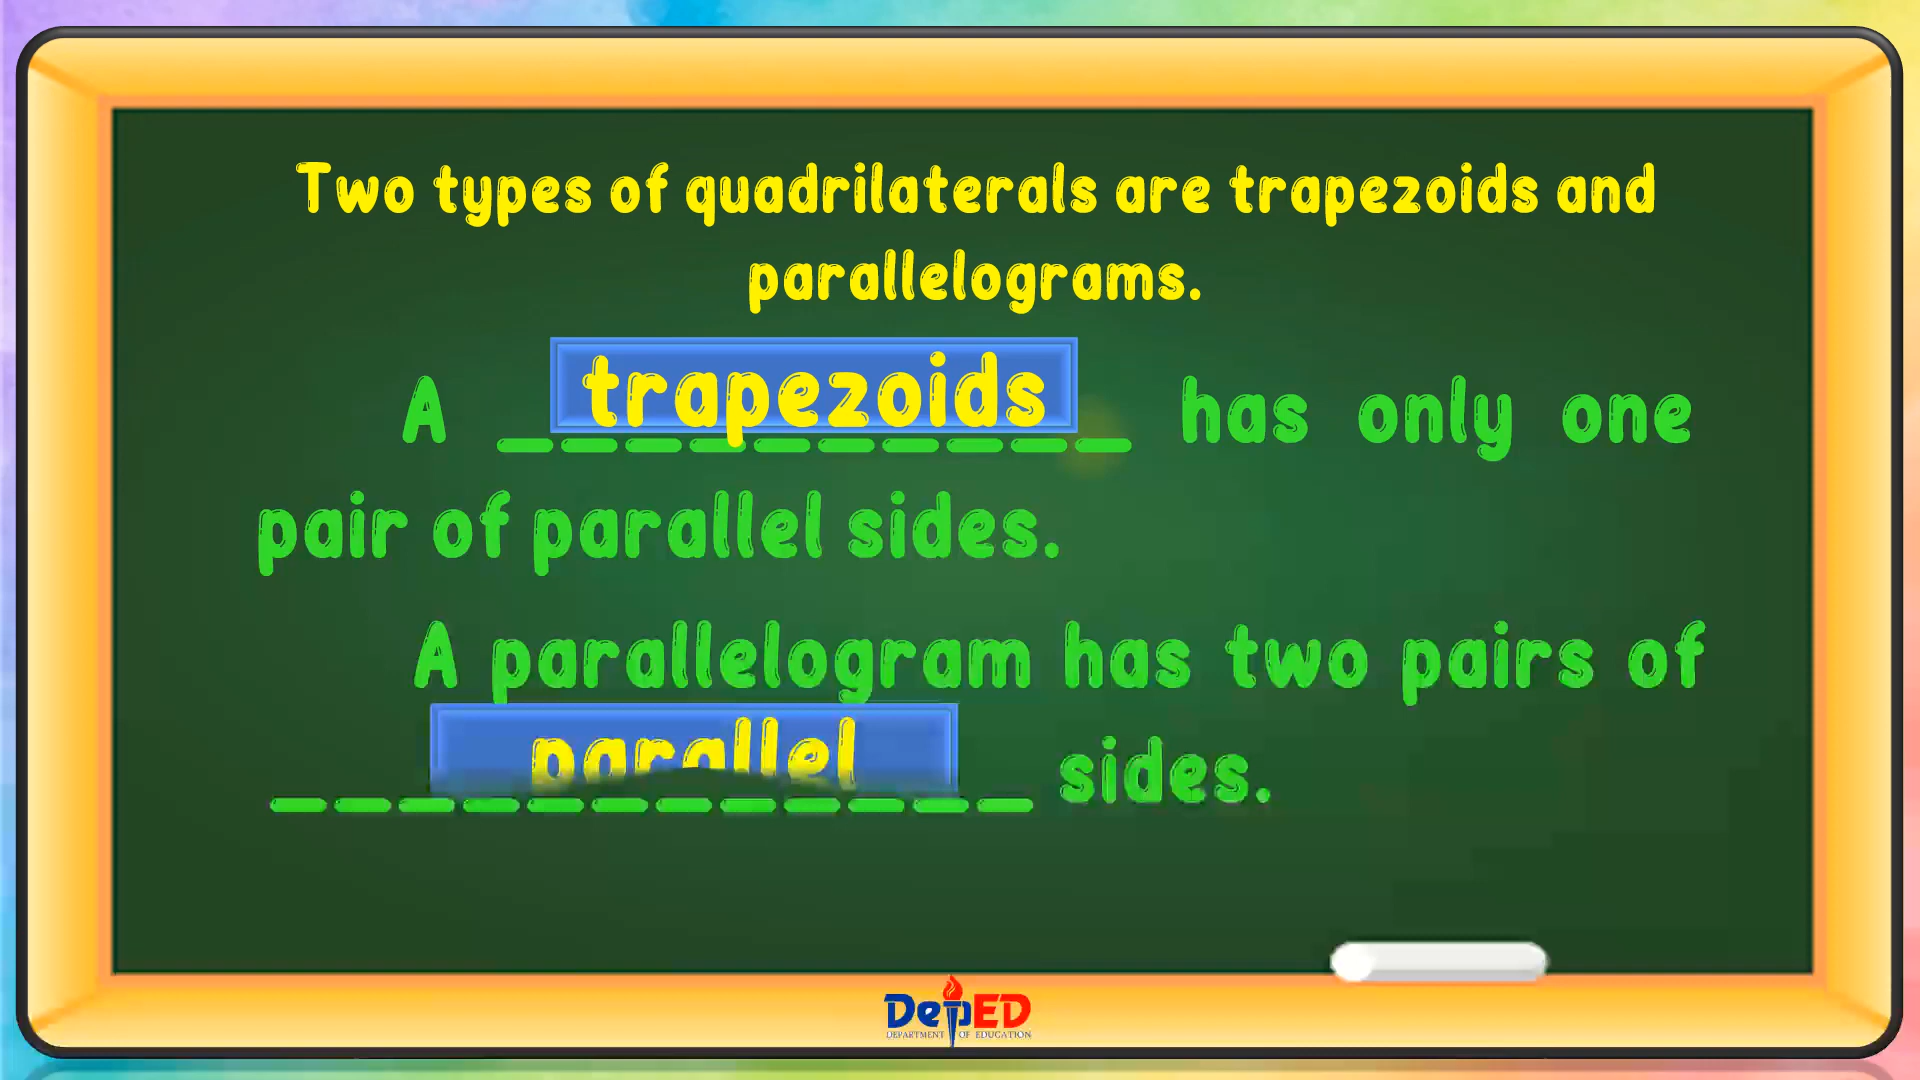 Two types of quadrilaterals are trapezoids and
parallelograms.
A trapezoids has only one
pair of parallel sides.
A parallelogram has two pairs of
parallel sides.
DepED
DEPARTMENT OF EDUCATION